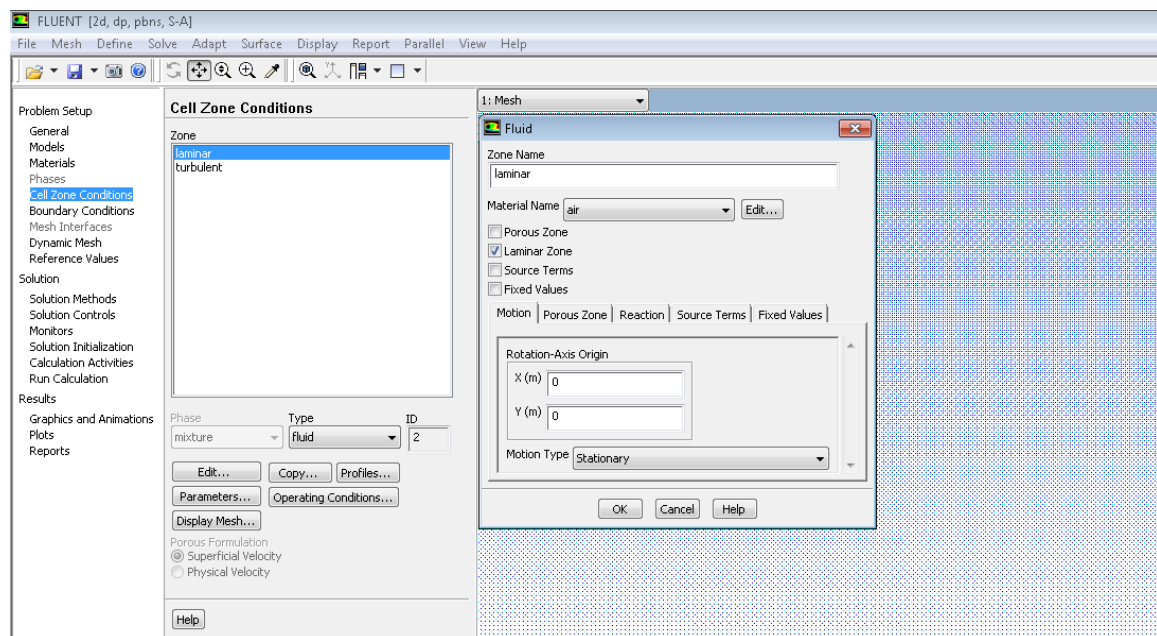 FLUENT [2d, dp, pbns, S-A]
File Mesh Define Solve Adapt Surface Display Report Parallel View Help
Problem Setup
General
Models
Materials
Phases
Cell Zone Conditions
Boundary Conditions
Mesh Interfaces
Dynamic Mesh
Reference Values
Solution
Solution Methods
Solution Controls
Monitors
Solution Initialization
Calculation Activities
Run Calculation
Results
Graphics and Animations
Plots
Reports
Cell Zone Conditions
Zone
laminar
turbulent
Phase Type ID
mixture fluid 2
Edit... Copy... Profiles...
Parameters... Operating Conditions...
Display Mesh...
Porous Formulation
Superficial Velocity
Physical Velocity
Help
1: Mesh
Fluid
Zone Name
laminar
Material Name air Edit...
Porous Zone
Laminar Zone
Source Terms
Fixed Values
Motion Porous Zone Reaction Source Terms Fixed Values
Rotation-Axis Origin
X (m) 0
Y (m) 0
Motion Type Stationary
OK Cancel Help